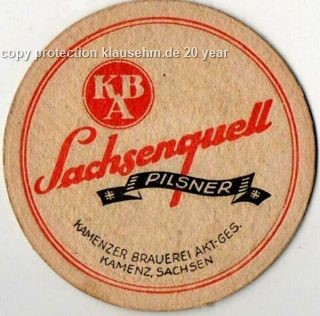 copy protection klausehm.de 20 year
KB
A
Sachsenquell
* PILSNER *
KAMENZER BRAUEREI AKT-GES.
KAMENZ, SACHSEN